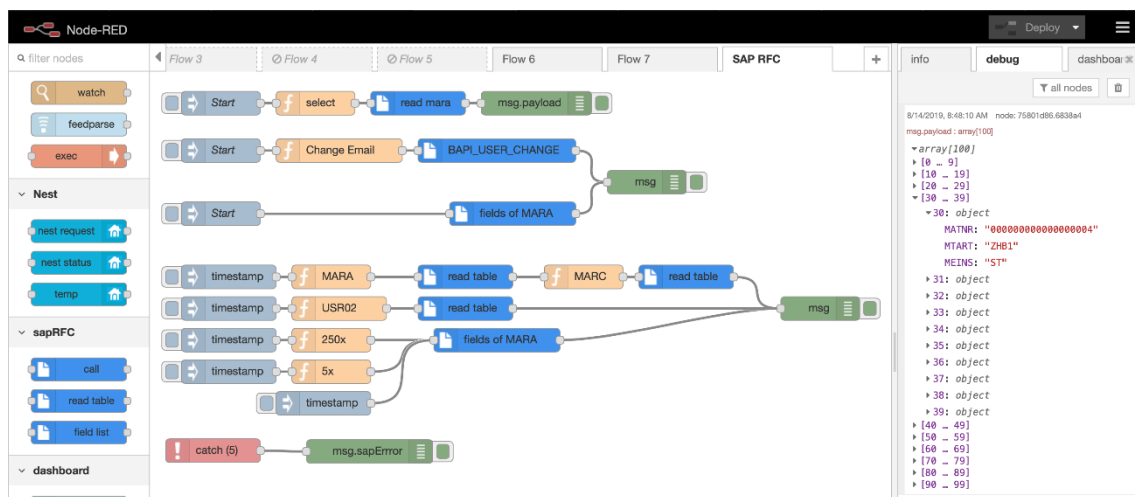 Node-RED
Deploy
filter nodes
Flow 3
Flow 4
Flow 5
Flow 6
Flow 7
SAP RFC
+
info
debug
dashboar
watch
feedparse
exec
Nest
nest request
nest status
temp
sapRFC
call
read table
field list
dashboard
Start
f
select
read mara
msg.payload
Start
f
Change Email
BAPI_USER_CHANGE
msg
Start
fields of MARA
timestamp
f
MARA
read table
f
MARC
read table
timestamp
f
USR02
read table
msg
timestamp
f
250x
fields of MARA
timestamp
f
5x
timestamp
!
catch (5)
msg.sapErrror
all nodes
8/14/2019, 8:48:10 AM node: 75801d86.6838a4
msg.payload : array[100]
array[100]
[0 … 9]
[10 … 19]
[20 … 29]
[30 … 39]
30: object
MATNR: "000000000000000004"
MTART: "ZHB1"
MEINS: "ST"
31: object
32: object
33: object
34: object
35: object
36: object
37: object
38: object
39: object
[40 … 49]
[50 … 59]
[60 … 69]
[70 … 79]
[80 … 89]
[90 … 99]